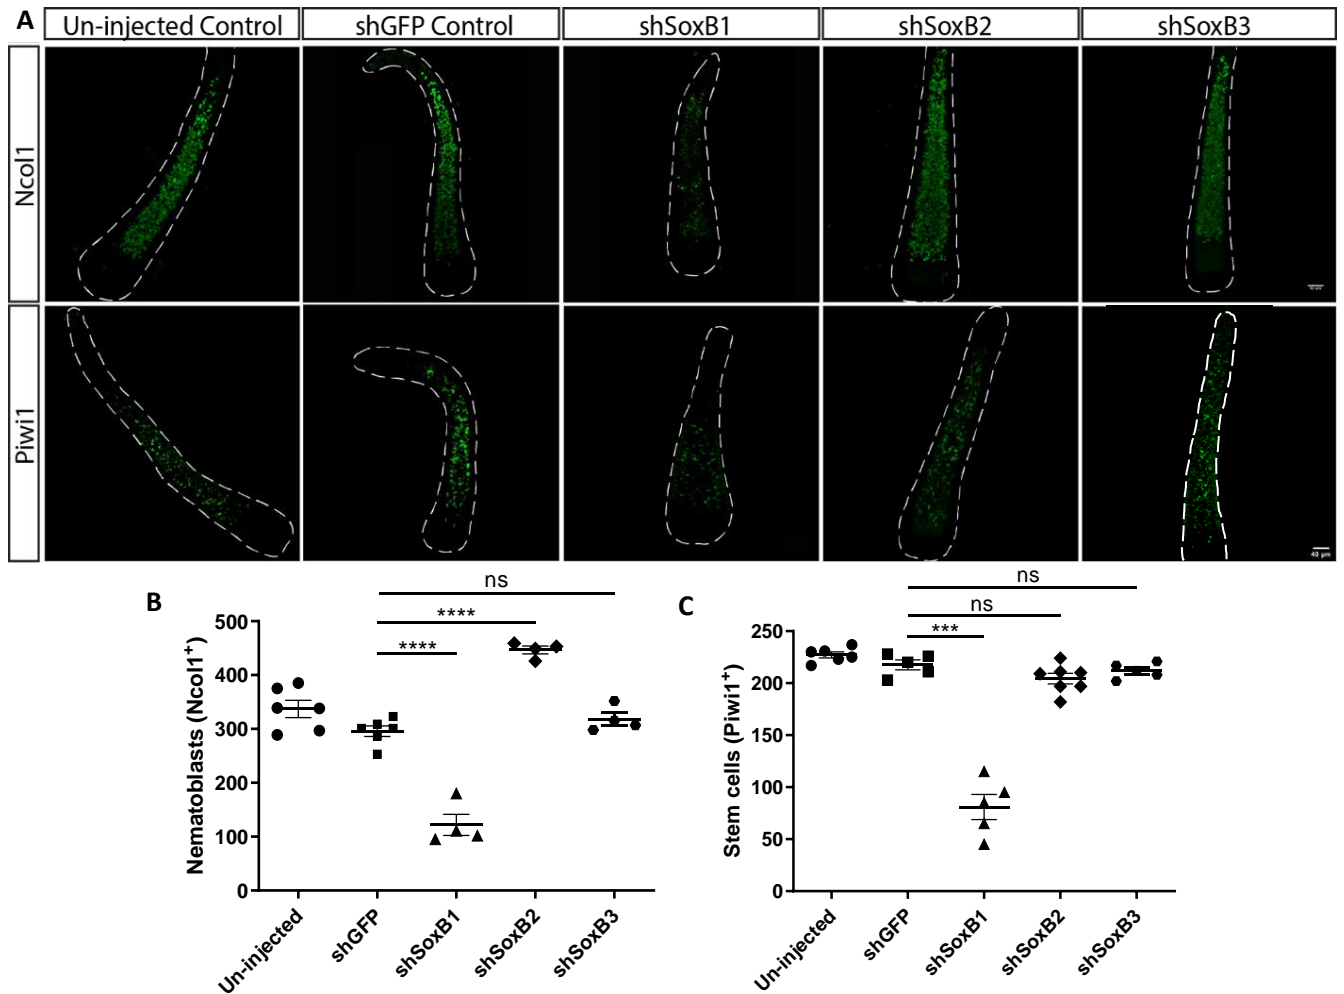 A
Un-injected Control
shGFP Control
shSoxB1
shSoxB2
shSoxB3
Ncol1
Piwi1
40 µm
B
Nematoblasts (Ncol1+)
500
400
300
200
100
0
ns
****
****
Un-injected
shGFP
shSoxB1
shSoxB2
shSoxB3
C
Stem cells (Piwi1+)
250
200
150
100
50
0
ns
ns
***
Un-injected
shGFP
shSoxB1
shSoxB2
shSoxB3